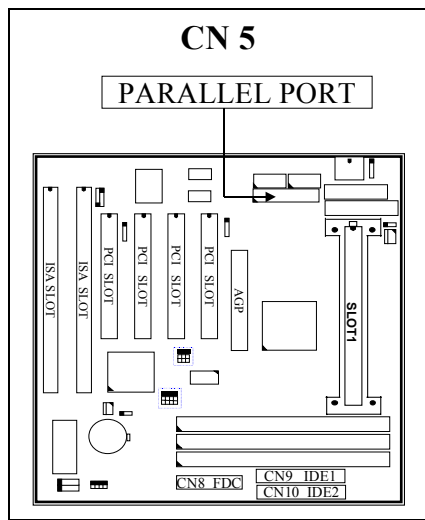 CN 5
PARALLEL PORT
ISA SLOT
ISA SLOT
PCI SLOT
PCI SLOT
PCI SLOT
PCI SLOT
AGP
SLOT1
CN8 FDC
CN9 IDE1
CN10 IDE2